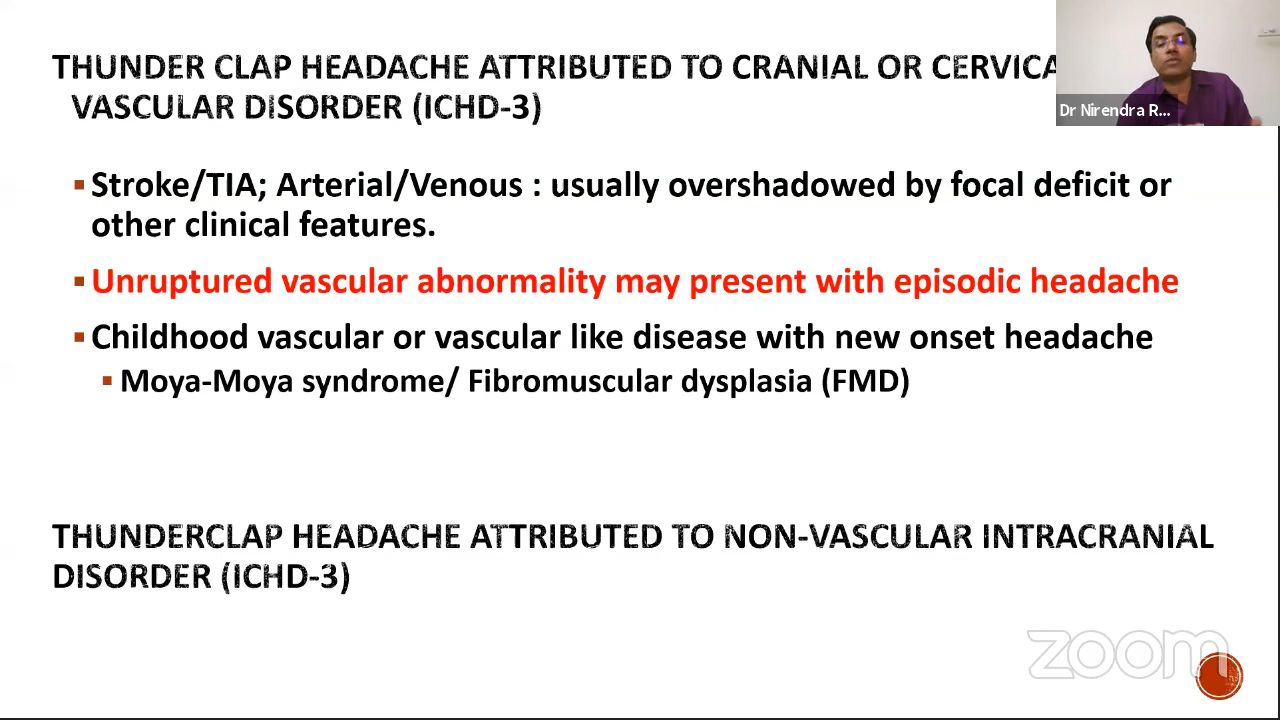 THUNDER CLAP HEADACHE ATTRIBUTED TO CRANIAL OR CERVICA
VASCULAR DISORDER (ICHD-3)
Dr Nirendra R...
▪ Stroke/TIA; Arterial/Venous : usually overshadowed by focal deficit or
other clinical features.
▪ Unruptured vascular abnormality may present with episodic headache
▪ Childhood vascular or vascular like disease with new onset headache
▪ Moya-Moya syndrome/ Fibromuscular dysplasia (FMD)
THUNDERCLAP HEADACHE ATTRIBUTED TO NON-VASCULAR INTRACRANIAL
DISORDER (ICHD-3)
zoom